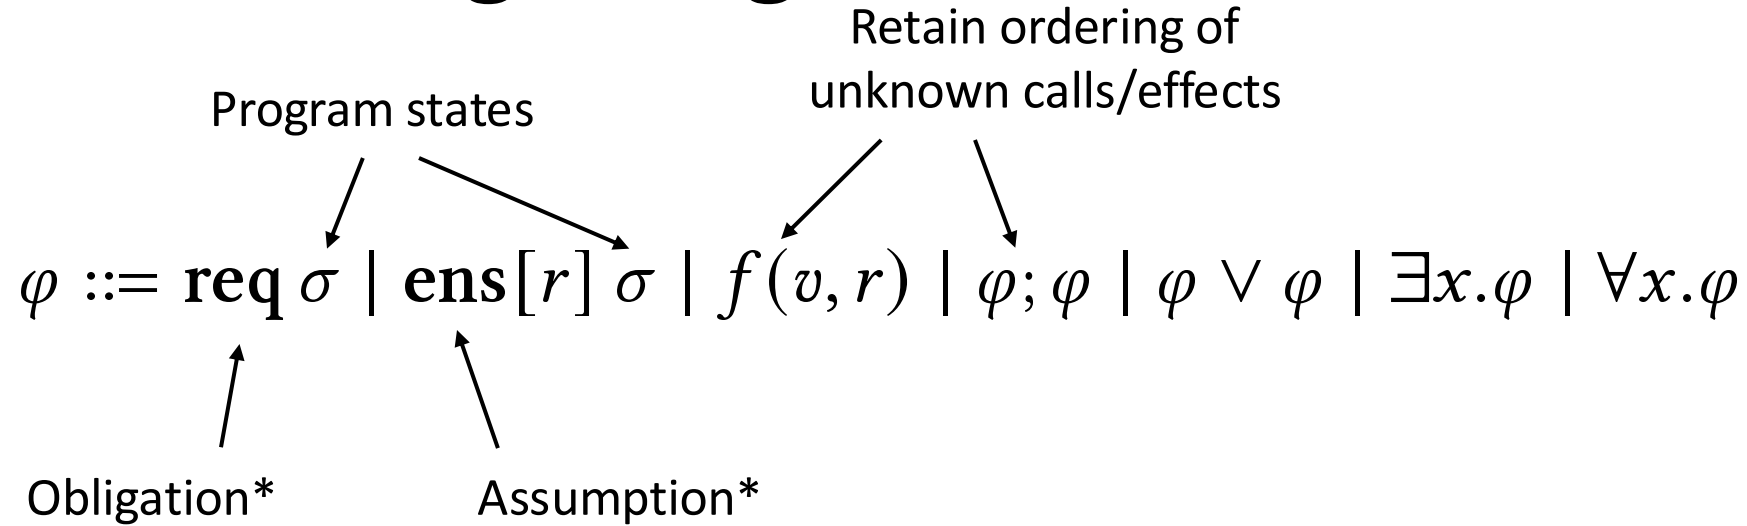 Retain ordering of
unknown calls/effects
Program states
φ ::= req σ | ens[r] σ | f(v, r) | φ; φ | φ ∨ φ | ∃x.φ | ∀x.φ
Obligation*
Assumption*